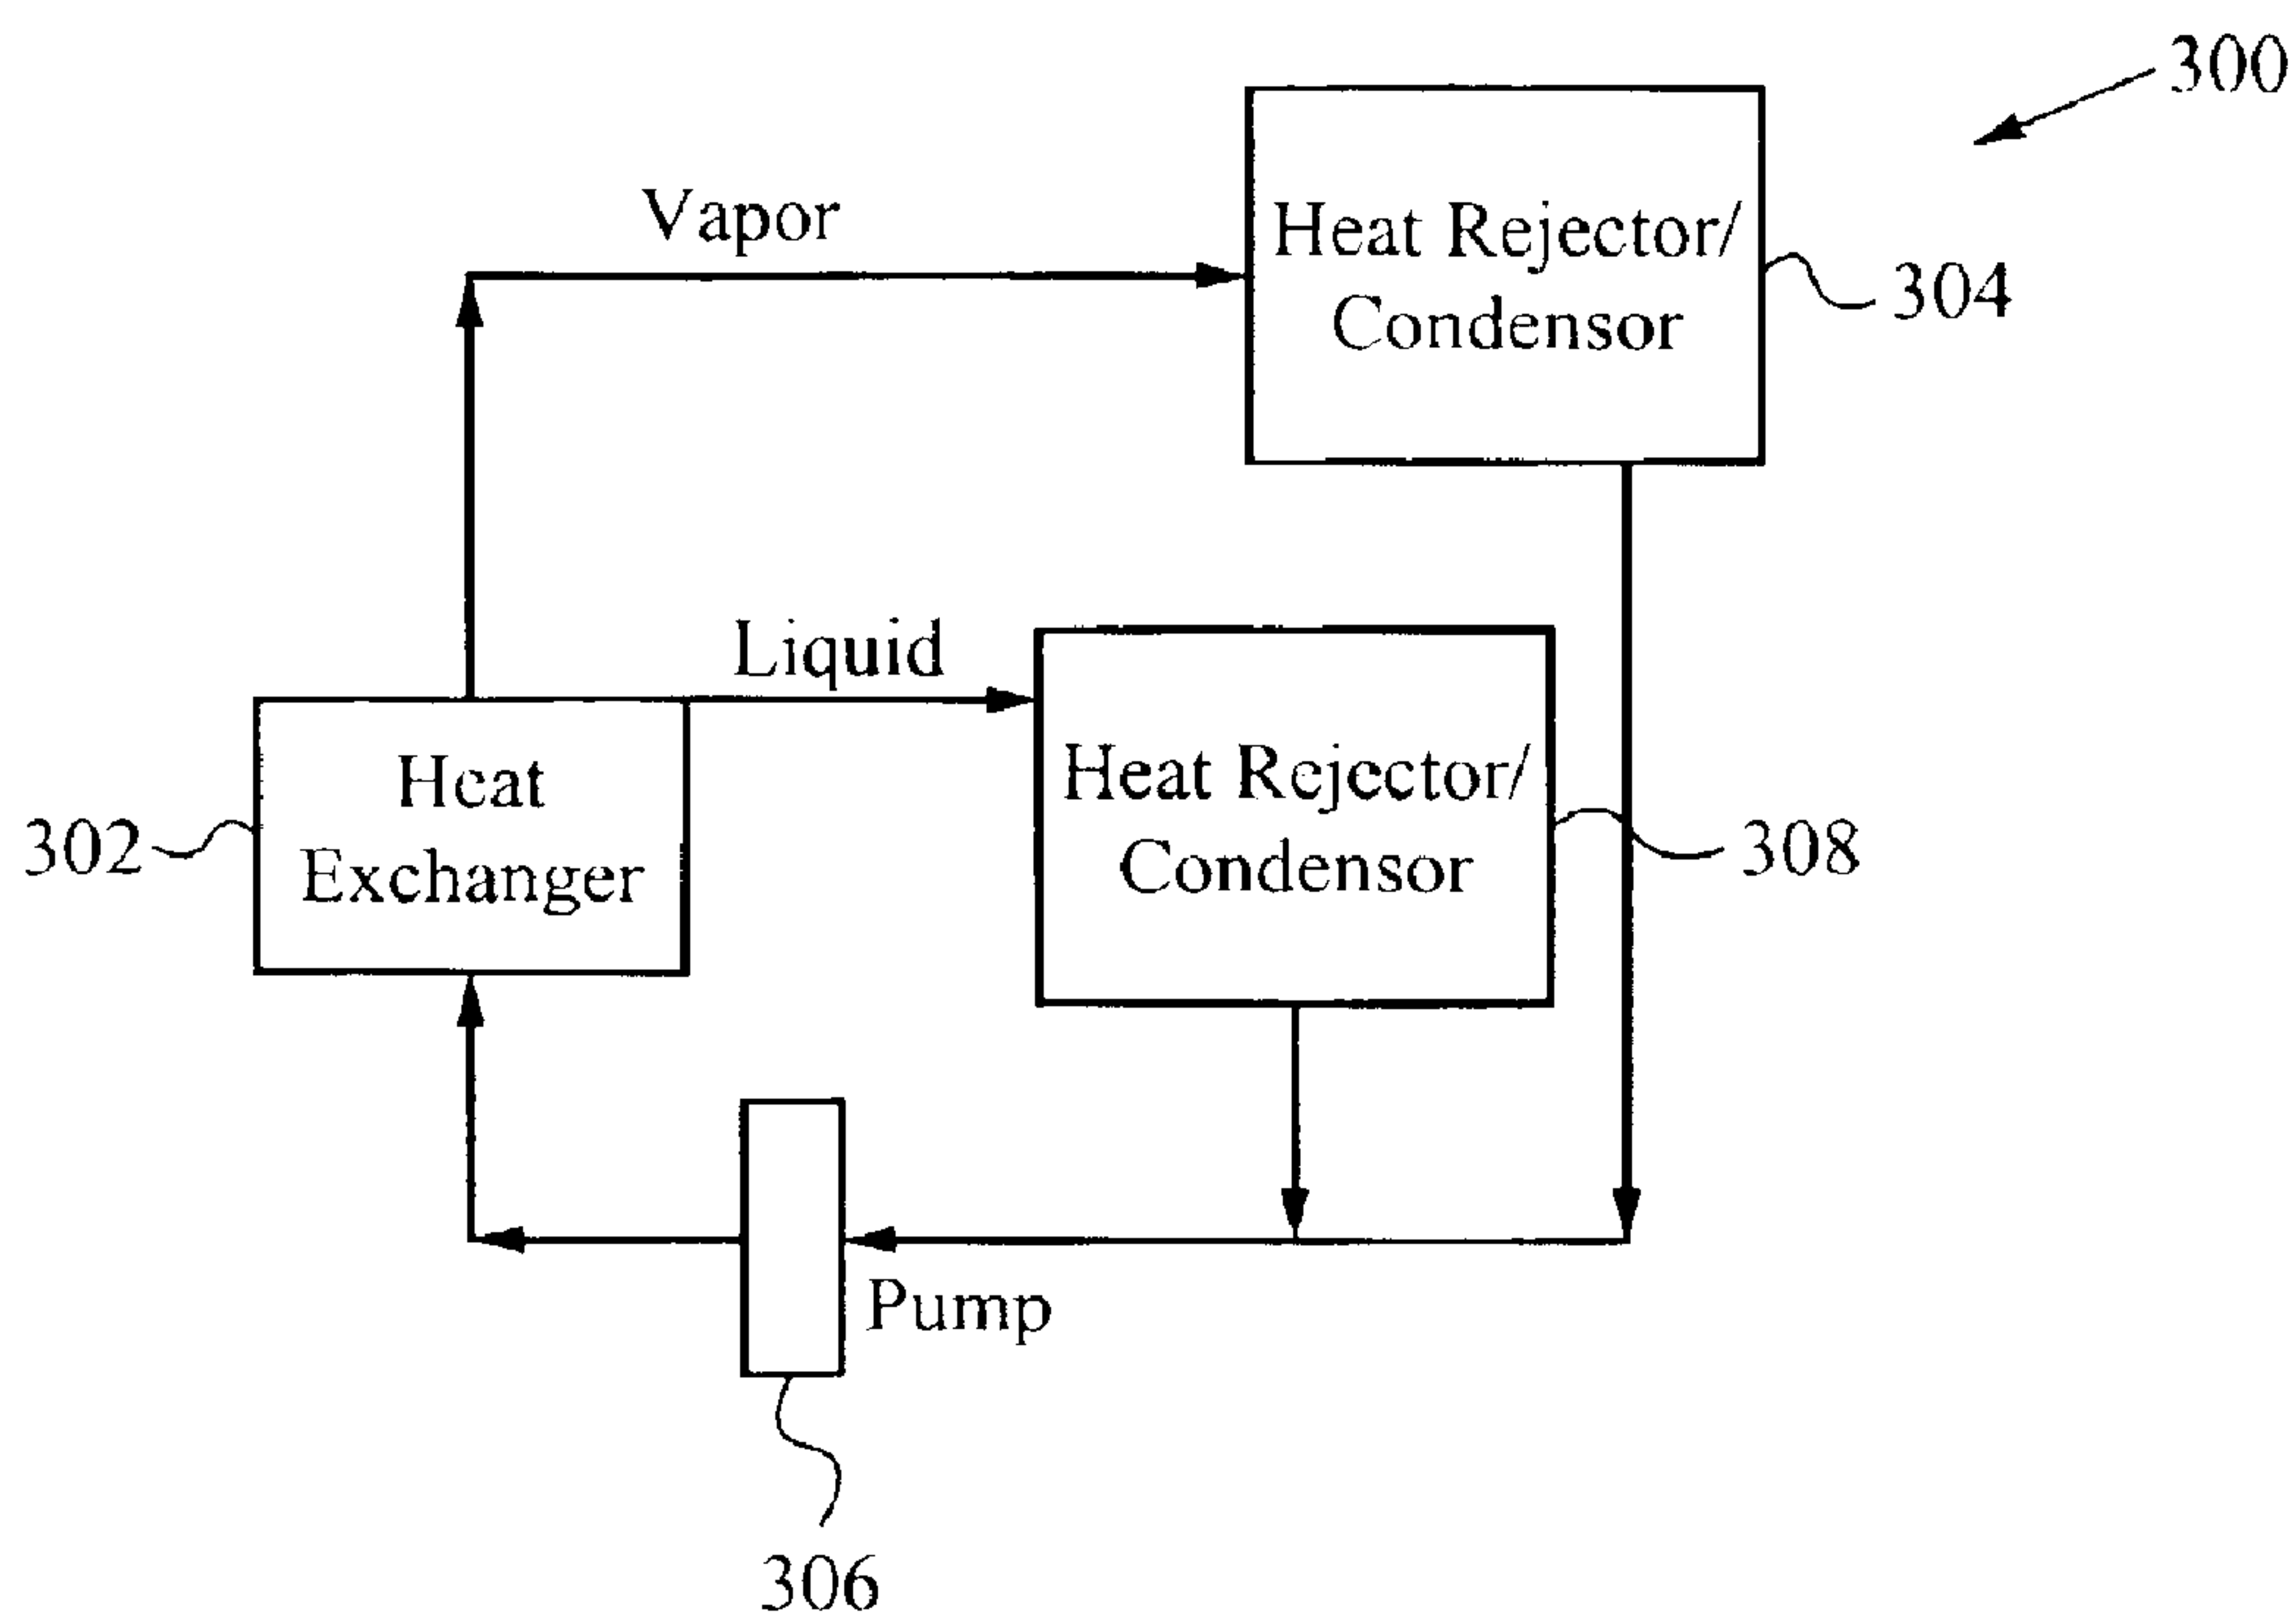 300
Vapor
Heat Rejector/
Condensor
304
Liquid
Heat
Exchanger
302
Heat Rejector/
Condensor
308
Pump
306